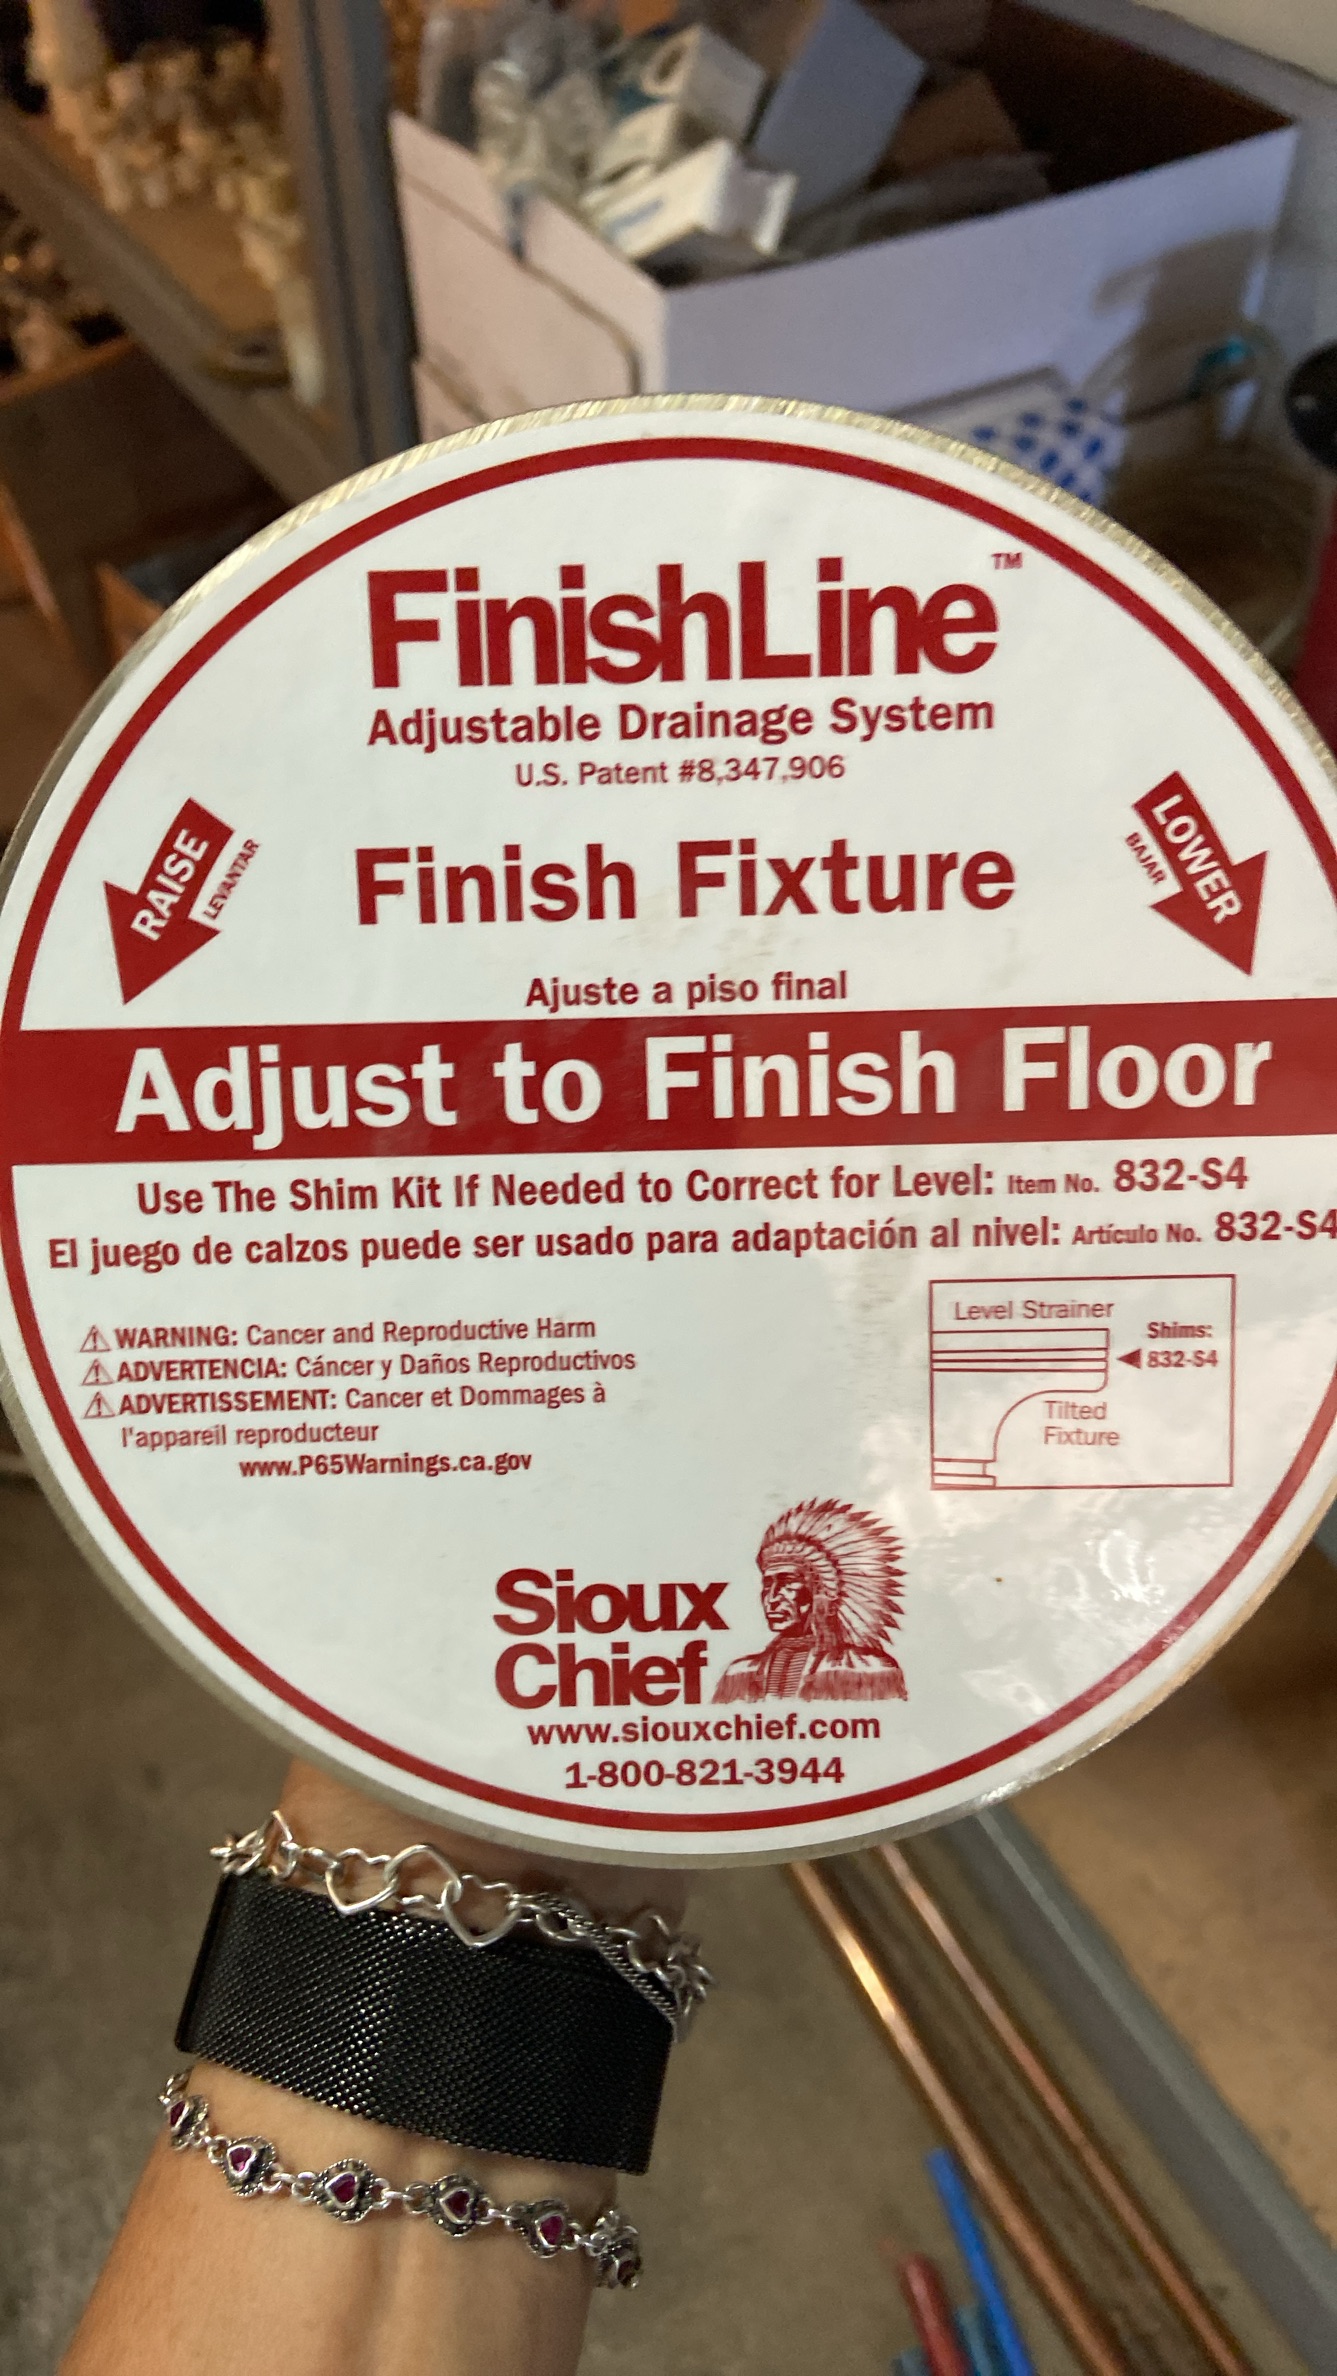 FinishLine™
Adjustable Drainage System
U.S. Patent #8,347,906
RAISE
LEVANTAR
LOWER
BAJAR
Finish Fixture
Ajuste a piso final
Adjust to Finish Floor
Use The Shim Kit If Needed to Correct for Level: Item No. 832-S4
El juego de calzos puede ser usado para adaptación al nivel: Artículo No. 832-S4
⚠ WARNING: Cancer and Reproductive Harm
⚠ ADVERTENCIA: Cáncer y Daños Reproductivos
⚠ ADVERTISSEMENT: Cancer et Dommages à
l'appareil reproducteur
www.P65Warnings.ca.gov
Level Strainer
Shims:
832-S4
Tilted
Fixture
Sioux
Chief
www.siouxchief.com
1-800-821-3944